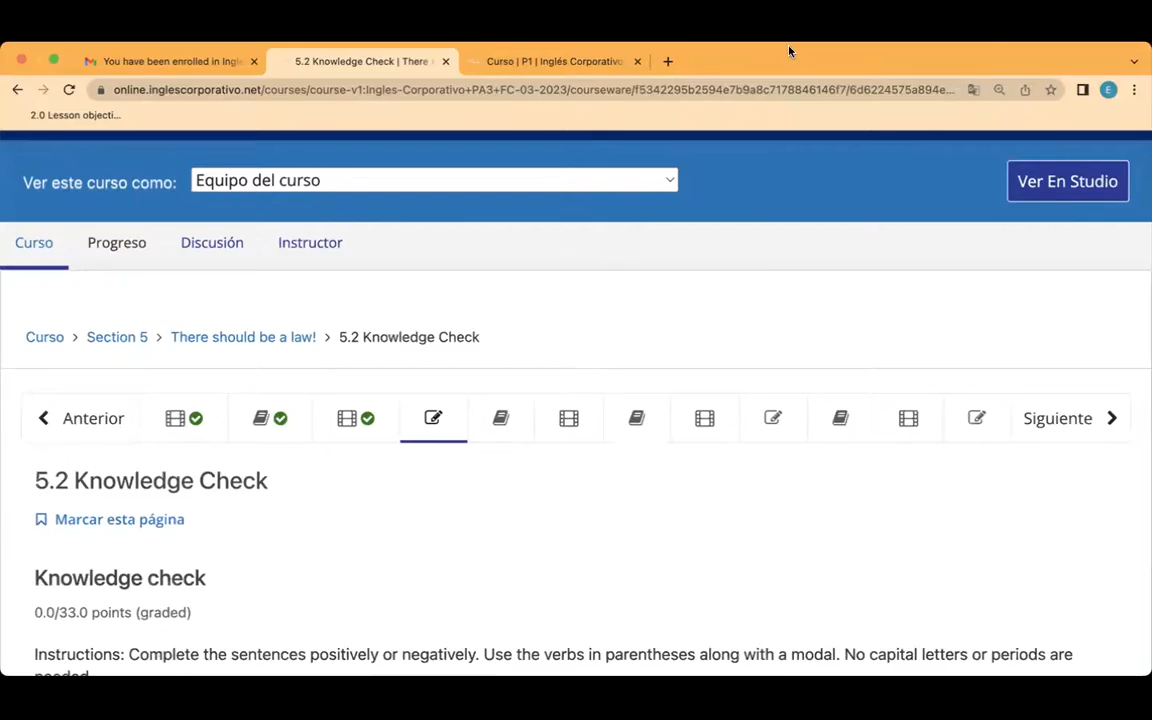 You have been enrolled in Ingle
5.2 Knowledge Check | There
Curso | P1 | Inglés Corporativo
online.inglescorporativo.net/courses/course-v1:Ingles-Corporativo+PA3+FC-03-2023/courseware/f5342295b2594e7b9a8c7178846146f7/6d6224575a894e...
E
2.0 Lesson objecti...
Ver este curso como:
Equipo del curso
Ver En Studio
Curso
Progreso
Discusión
Instructor
Curso > Section 5 > There should be a law! > 5.2 Knowledge Check
Anterior
Siguiente
5.2 Knowledge Check
Marcar esta página
Knowledge check
0.0/33.0 points (graded)
Instructions: Complete the sentences positively or negatively. Use the verbs in parentheses along with a modal. No capital letters or periods are
needed